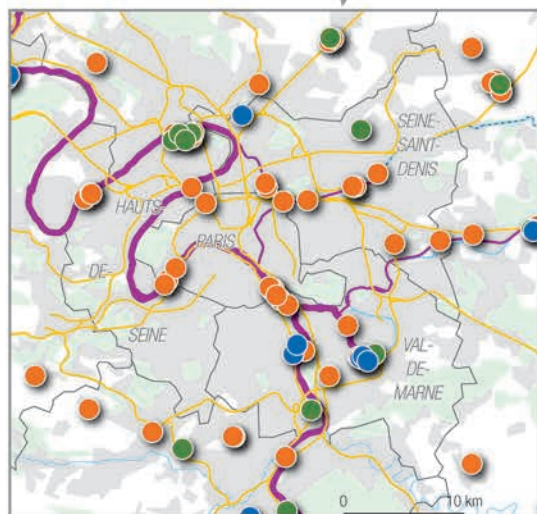 SEINE-
SAINT-
DENIS
HAUTS-
PARIS
DE-
SEINE
VAL-
DE-
MARNE
0 10 km